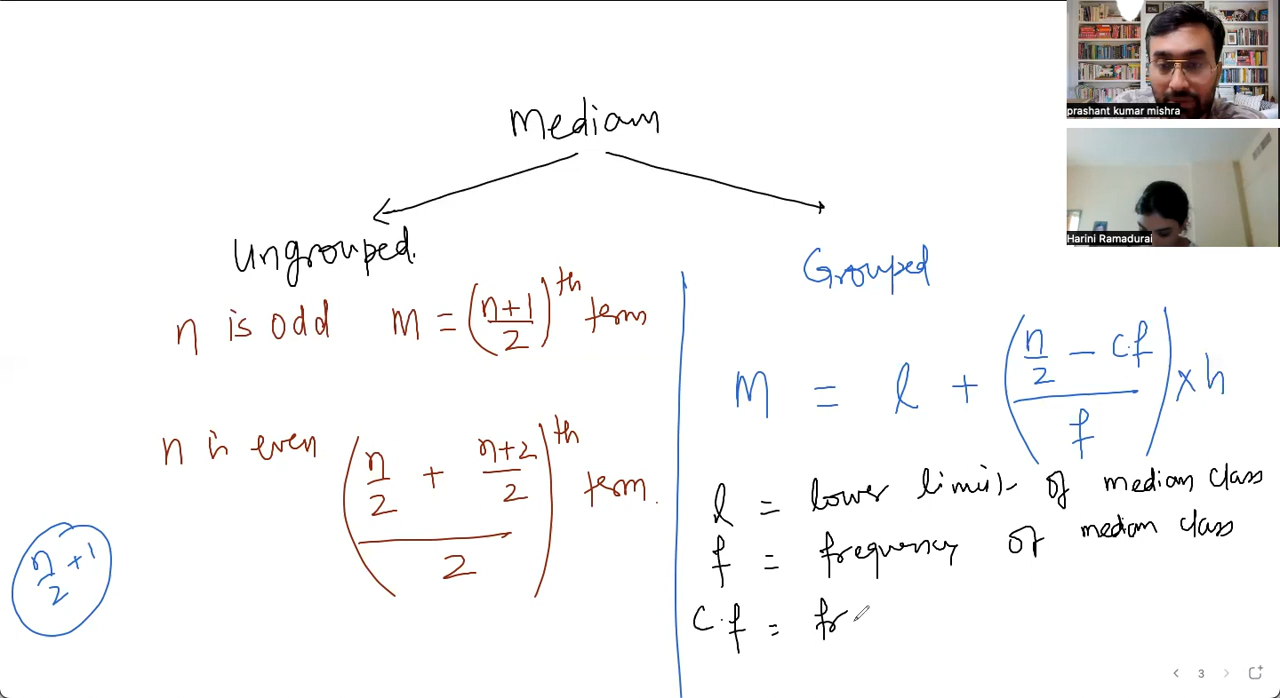 Median
Ungrouped.
n is odd M = (n+1/2)^th term
n is even (n/2 + n+2/2 / 2)^th term.
n/2 + 1
Grouped
M = l + (n/2 - c.f / f) × h
l = lower limit of median class
f = frequency of median class
C.f = fr
prashant kumar mishra
Harini Ramadurai
3